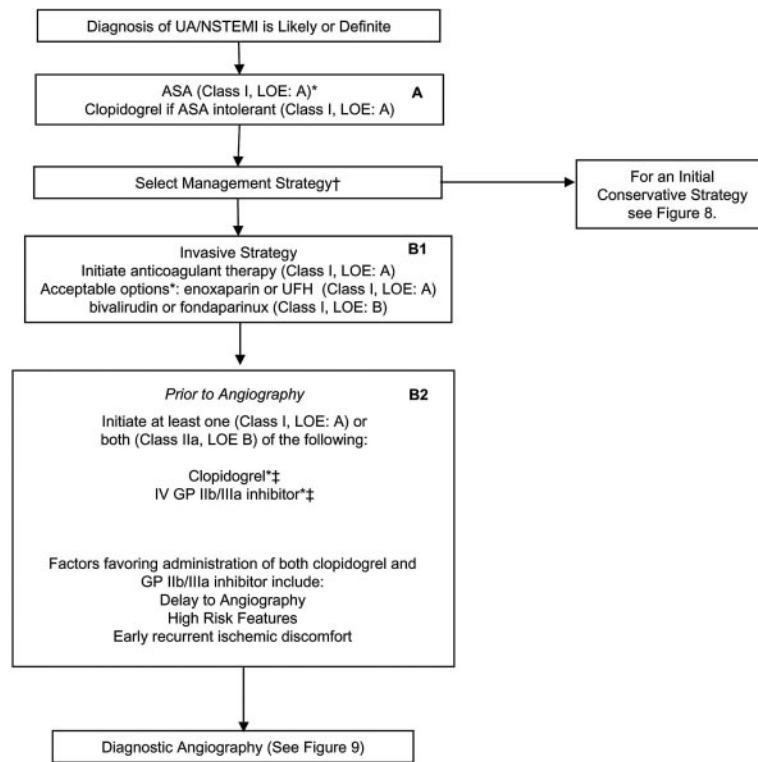 Diagnosis of UA/NSTEMI is Likely or Definite
A
ASA (Class I, LOE: A)*
Clopidogrel if ASA intolerant (Class I, LOE: A)
Select Management Strategy†
For an Initial
Conservative Strategy
see Figure 8.
B1
Invasive Strategy
Initiate anticoagulant therapy (Class I, LOE: A)
Acceptable options*: enoxaparin or UFH (Class I, LOE: A)
bivalirudin or fondaparinux (Class I, LOE: B)
B2
Prior to Angiography
Initiate at least one (Class I, LOE: A) or
both (Class IIa, LOE B) of the following:
Clopidogrel*‡
IV GP IIb/IIIa inhibitor*‡
Factors favoring administration of both clopidogrel and
GP IIb/IIIa inhibitor include:
Delay to Angiography
High Risk Features
Early recurrent ischemic discomfort
Diagnostic Angiography (See Figure 9)